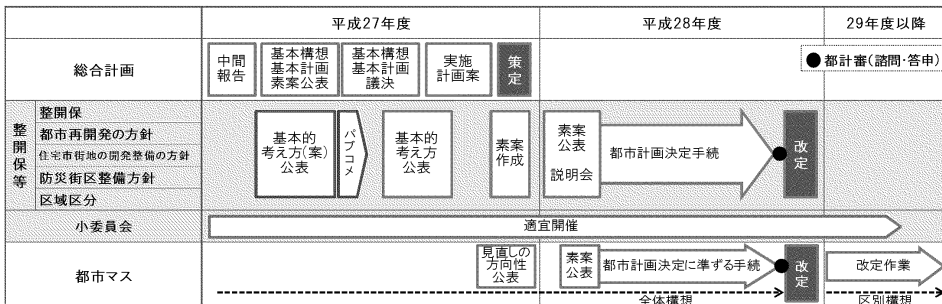 平成27年度
平成28年度
29年度以降
総合計画
中間
報告
基本構想
基本計画
素案公表
基本構想
基本計画
議決
実施
計画案
策定
●都計審(諮問・答申)
整開保等
整開保
都市再開発の方針
住宅市街地の開発整備の方針
防災街区整備方針
区域区分
基本的
考え方(案)
公表
パブコメ
基本的
考え方
公表
素案
作成
素案
公表
説明会
都市計画決定手続
改定
小委員会
適宜開催
都市マス
見直しの
方向性
公表
素案
公表
都市計画決定に準ずる手続
改定
改定作業
全体構想
区別構想